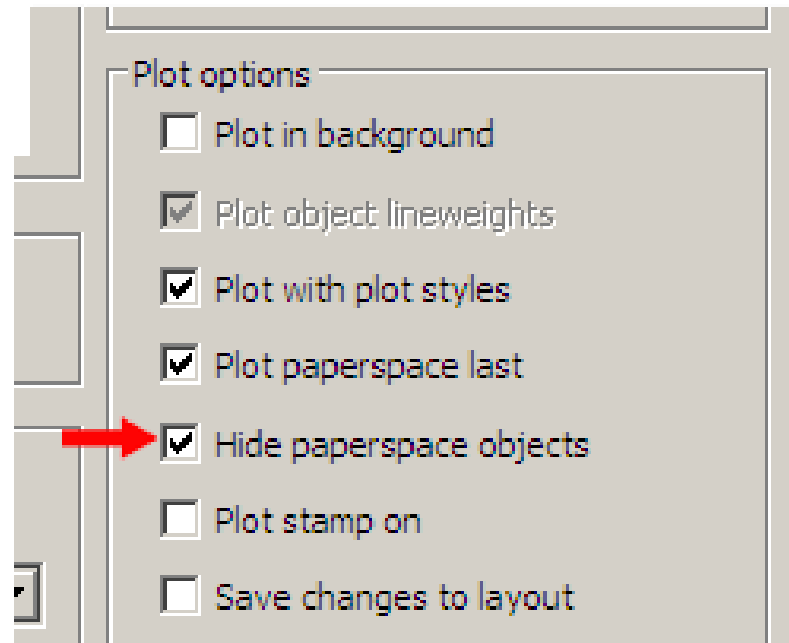 Plot options
Plot in background
Plot object lineweights
Plot with plot styles
Plot paperspace last
Hide paperspace objects
Plot stamp on
Save changes to layout